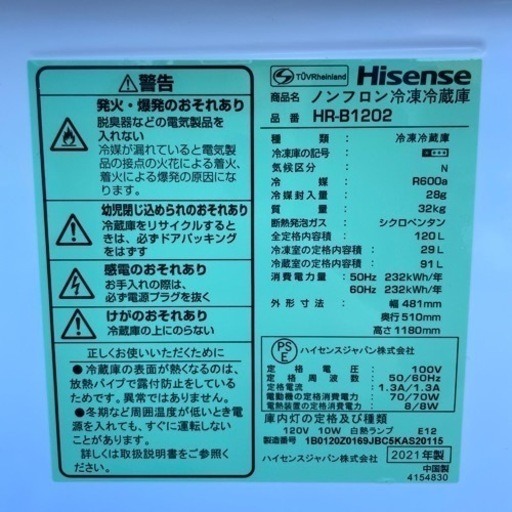 警告
発火・爆発のおそれあり
脱臭器などの電気製品を
入れない
冷媒が漏れていると電気製
品の接点の火花による着火、
着火による爆発の原因にな
ります。
幼児閉じ込められのおそれあり
冷蔵庫をリサイクルすると
きは、必ずドアパッキング
をはずす
感電のおそれあり
お手入れの際は、
必ず電源プラグを抜く
けがのおそれあり
冷蔵庫の上にのらない
正しくお使いいただくために
●冷蔵庫の表面が熱くなるのは、
放熱パイプで露付防止をしている
ためです。異常ではありません。
●冬期など周囲温度が低いときは
電源を入れても、すぐに運転しない
ことがあります。
詳しくは取扱説明書をごらんください。
TÜVRheinland
Hisense
商品名 ノンフロン冷凍冷蔵庫
品番 HR-B1202
種類: 冷凍冷蔵庫
冷凍庫の記号:
気候区分: N
冷媒: R600a
冷媒封入量: 28g
質量: 32kg
断熱発泡ガス: シクロペンタン
全定格内容積: 120L
冷凍室の定格内容積: 29L
冷蔵室の定格内容積: 91L
消費電力量: 50Hz 232kWh/年
60Hz 232kWh/年
外形寸法: 幅 481mm
奥行 510mm
高さ 1180mm
PSE ハイセンスジャパン株式会社
定格電圧: 100V
定格周波数: 50/60Hz
定格電流: 1.3A/1.3A
電動機の定格消費電力: 70/70W
電熱装置の定格消費電力: 8/8W
庫内灯の定格及び種類
120V 10W 白熱ランプ E12
製造番号 1B0120Z0169JBC5KAS20115
ハイセンスジャパン株式会社 2021年製
中国製
4154830